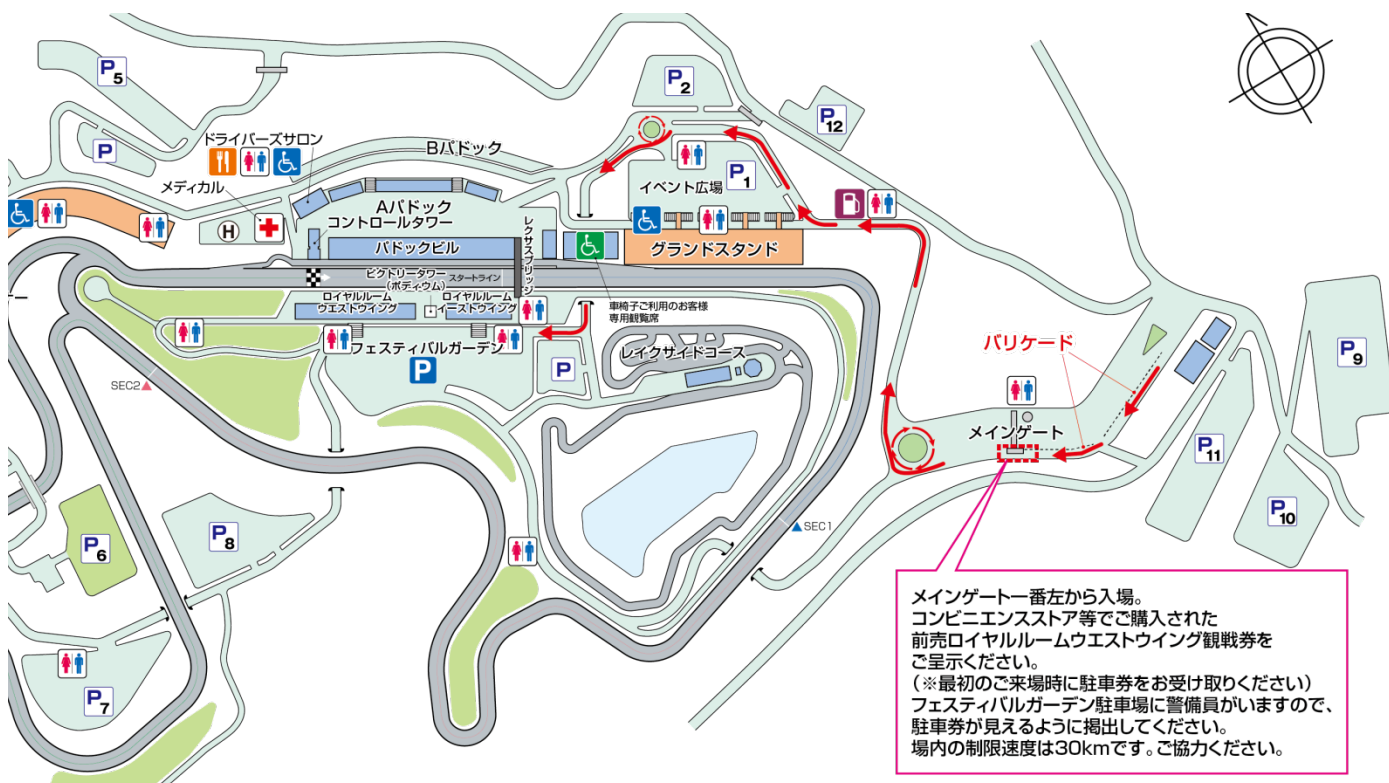 P5
P
ドライバーズサロン
メディカル
H
Bパドック
Aパドック
コントロールタワー
パドックビル
レクサスブリッジ
P2
P12
P1
イベント広場
グランドスタンド
ビクトリータワー
(ポディウム)
スタートライン
ロイヤルルーム
ウエストウイング
ロイヤルルーム
イーストウイング
車椅子ご利用のお客様
専用観覧席
フェスティバルガーデン
P
P
レイクサイドコース
SEC2
SEC1
P6
P8
P7
バリケード
メインゲート
P9
P11
P10
メインゲート一番左から入場。
コンビニエンスストア等でご購入された
前売ロイヤルルームウエストウイング観戦券を
ご呈示ください。
(※最初のご来場時に駐車券をお受け取りください)
フェスティバルガーデン駐車場に警備員がいますので、
駐車券が見えるように掲出してください。
場内の制限速度は30kmです。ご協力ください。